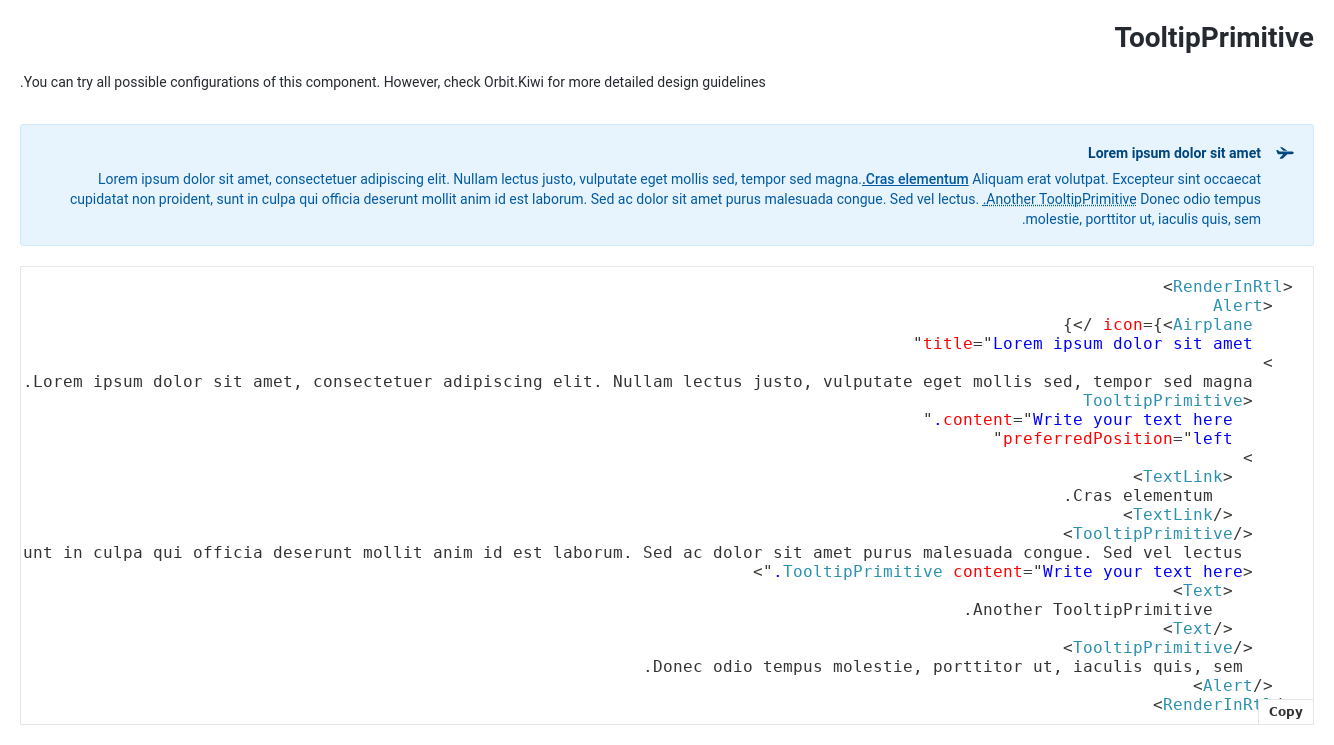 TooltipPrimitive
.You can try all possible configurations of this component. However, check Orbit.Kiwi for more detailed design guidelines
Lorem ipsum dolor sit amet
Lorem ipsum dolor sit amet, consectetuer adipiscing elit. Nullam lectus justo, vulputate eget mollis sed, tempor sed magna..Cras elementum Aliquam erat volutpat. Excepteur sint occaecat
cupidatat non proident, sunt in culpa qui officia deserunt mollit anim id est laborum. Sed ac dolor sit amet purus malesuada congue. Sed vel lectus. .Another TooltipPrimitive Donec odio tempus
.molestie, porttitor ut, iaculis quis, sem
<RenderInRtl>
Alert>
{</ icon={<Airplane
"title="Lorem ipsum dolor sit amet
<
.Lorem ipsum dolor sit amet, consectetuer adipiscing elit. Nullam lectus justo, vulputate eget mollis sed, tempor sed magna
TooltipPrimitive>
".content="Write your text here
"preferredPosition="left
<
<TextLink>
.Cras elementum
<TextLink/>
<TooltipPrimitive/>
unt in culpa qui officia deserunt mollit anim id est laborum. Sed ac dolor sit amet purus malesuada congue. Sed vel lectus
<".TooltipPrimitive content="Write your text here>
<Text>
.Another TooltipPrimitive
<Text/>
<TooltipPrimitive/>
.Donec odio tempus molestie, porttitor ut, iaculis quis, sem
<Alert/>
<RenderInRt
Copy